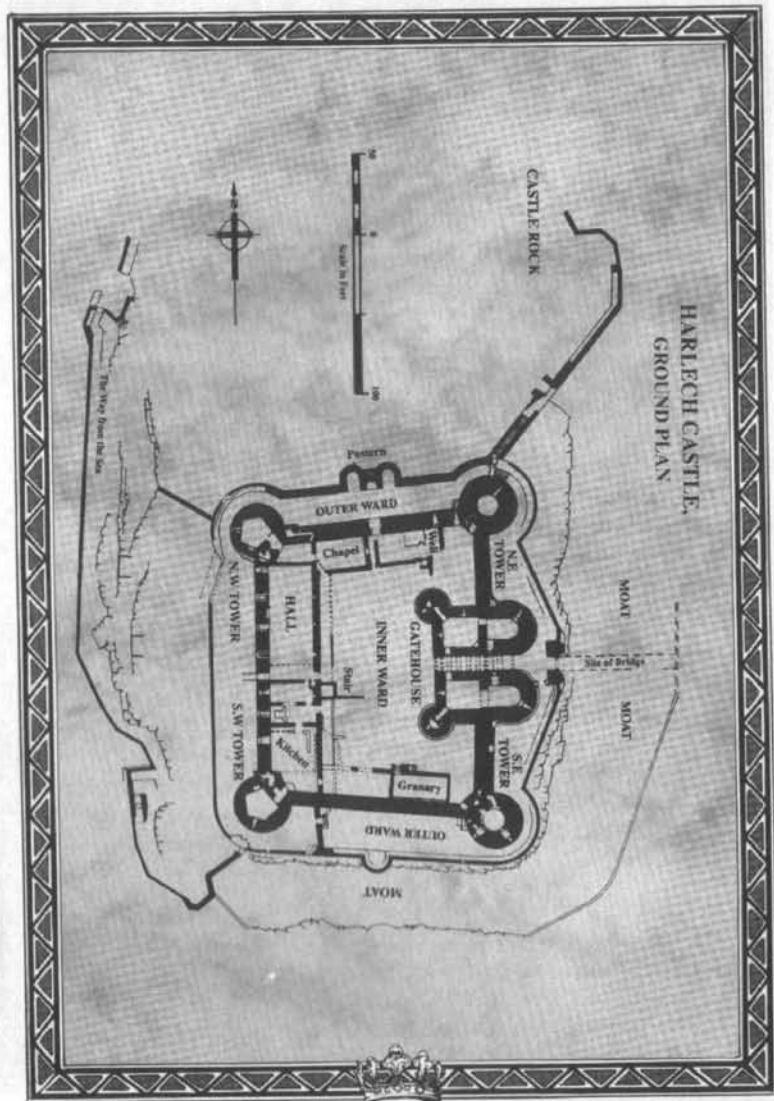 HARLECH CASTLE,
GROUND PLAN
CASTLE ROCK
50
0
100
Scale in Feet
N
The Way from the Sea
Postern
OUTER WARD
Chapel
Well
N.E
TOWER
MOAT
Site of Bridge
MOAT
GATEHOUSE
INNER WARD
HALL
N.W TOWER
Stair
S.W TOWER
Kitchen
Granary
S.E
TOWER
OUTER WARD
MOAT